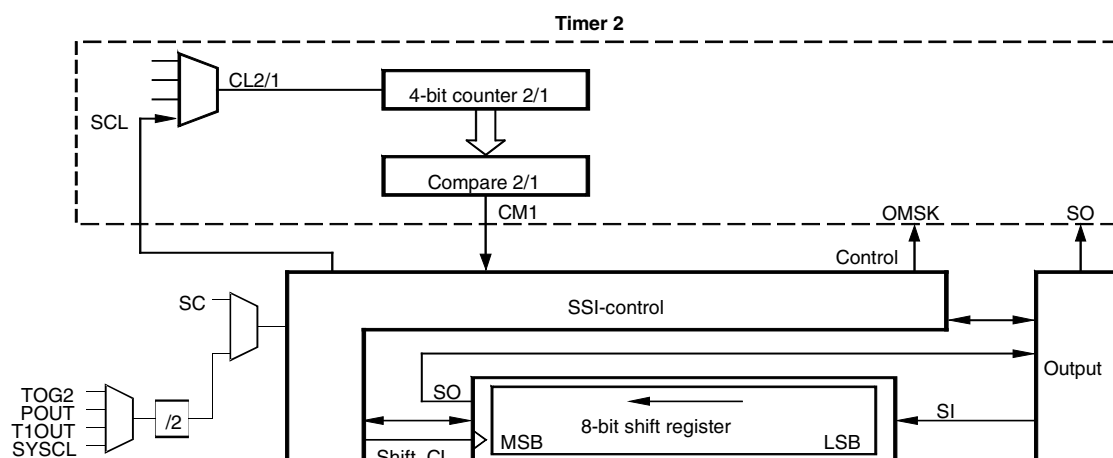 Timer 2
CL2/1
4-bit counter 2/1
SCL
Compare 2/1
CM1
OMSK
SO
Control
SC
SSI-control
Output
TOG2
POUT
T1OUT
SYSCL
/2
SO
8-bit shift register
SI
MSB
LSB
Shift_CL